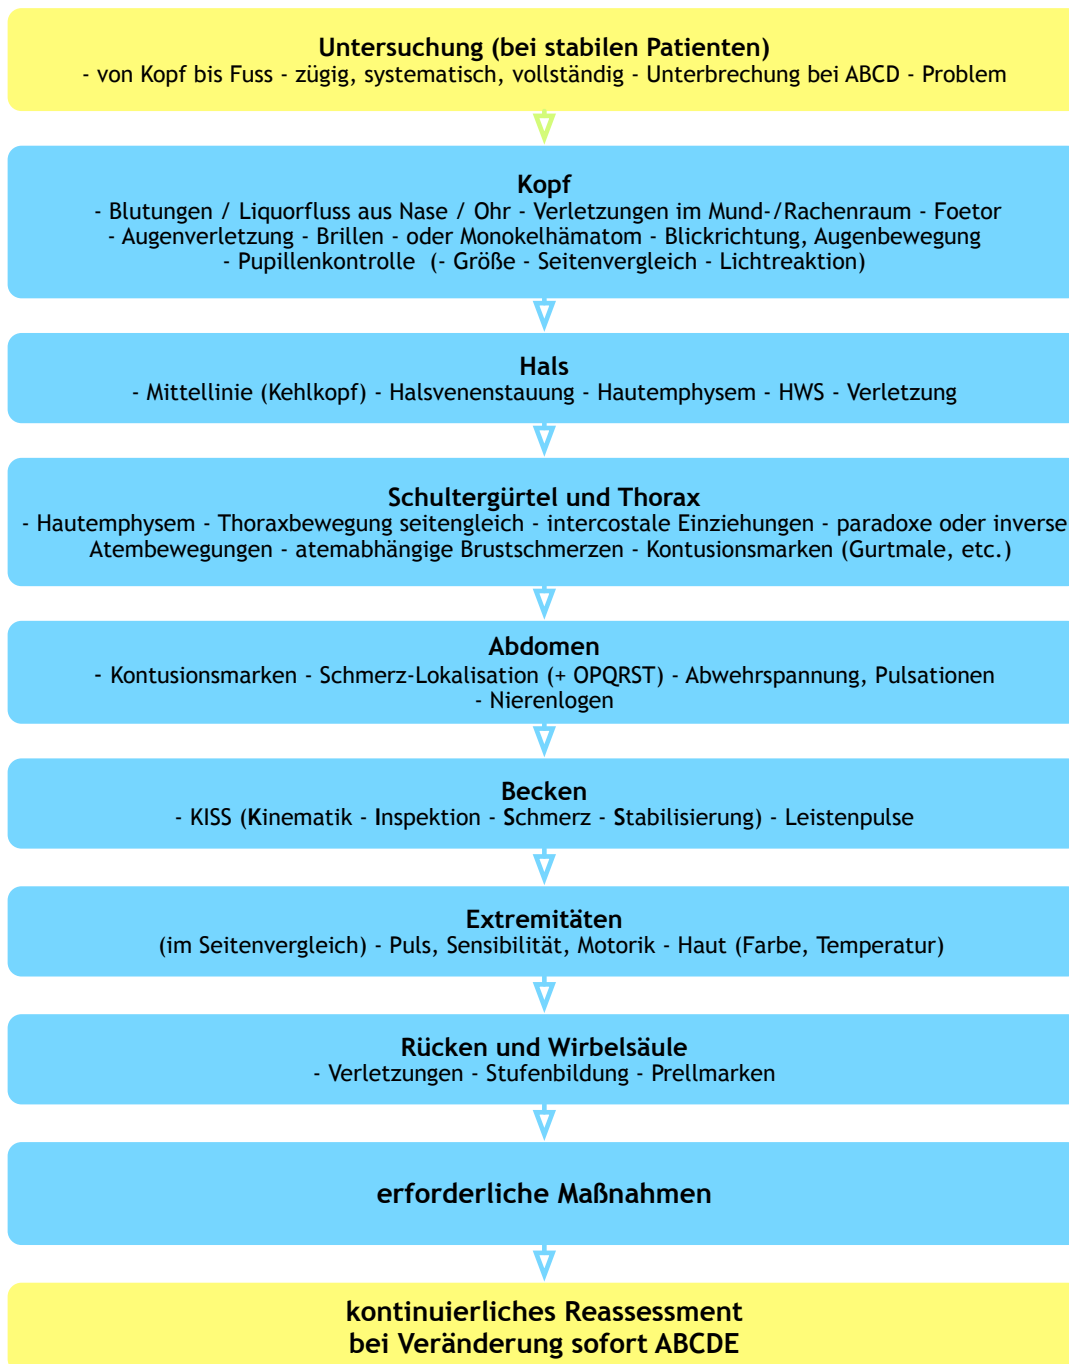 Untersuchung (bei stabilen Patienten)
- von Kopf bis Fuss - zügig, systematisch, vollständig - Unterbrechung bei ABCD - Problem
Kopf
- Blutungen / Liquorfluss aus Nase / Ohr - Verletzungen im Mund-/Rachenraum - Foetor
- Augenverletzung - Brillen - oder Monokelhämatom - Blickrichtung, Augenbewegung
- Pupillenkontrolle (- Größe - Seitenvergleich - Lichtreaktion)
Hals
- Mittellinie (Kehlkopf) - Halsvenenstauung - Hautemphysem - HWS - Verletzung
Schultergürtel und Thorax
- Hautemphysem - Thoraxbewegung seitengleich - intercostale Einziehungen - paradoxe oder inverse
Atembewegungen - atemabhängige Brustschmerzen - Kontusionsmarken (Gurtmale, etc.)
Abdomen
- Kontusionsmarken - Schmerz-Lokalisation (+ OPQRST) - Abwehrspannung, Pulsationen
- Nierenlogen
Becken
- KISS (Kinematik - Inspektion - Schmerz - Stabilisierung) - Leistenpulse
Extremitäten
(im Seitenvergleich) - Puls, Sensibilität, Motorik - Haut (Farbe, Temperatur)
Rücken und Wirbelsäule
- Verletzungen - Stufenbildung - Prellmarken
erforderliche Maßnahmen
kontinuierliches Reassessment
bei Veränderung sofort ABCDE